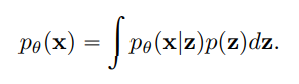 pθ(x) = ∫ pθ(x|z)p(z)dz.